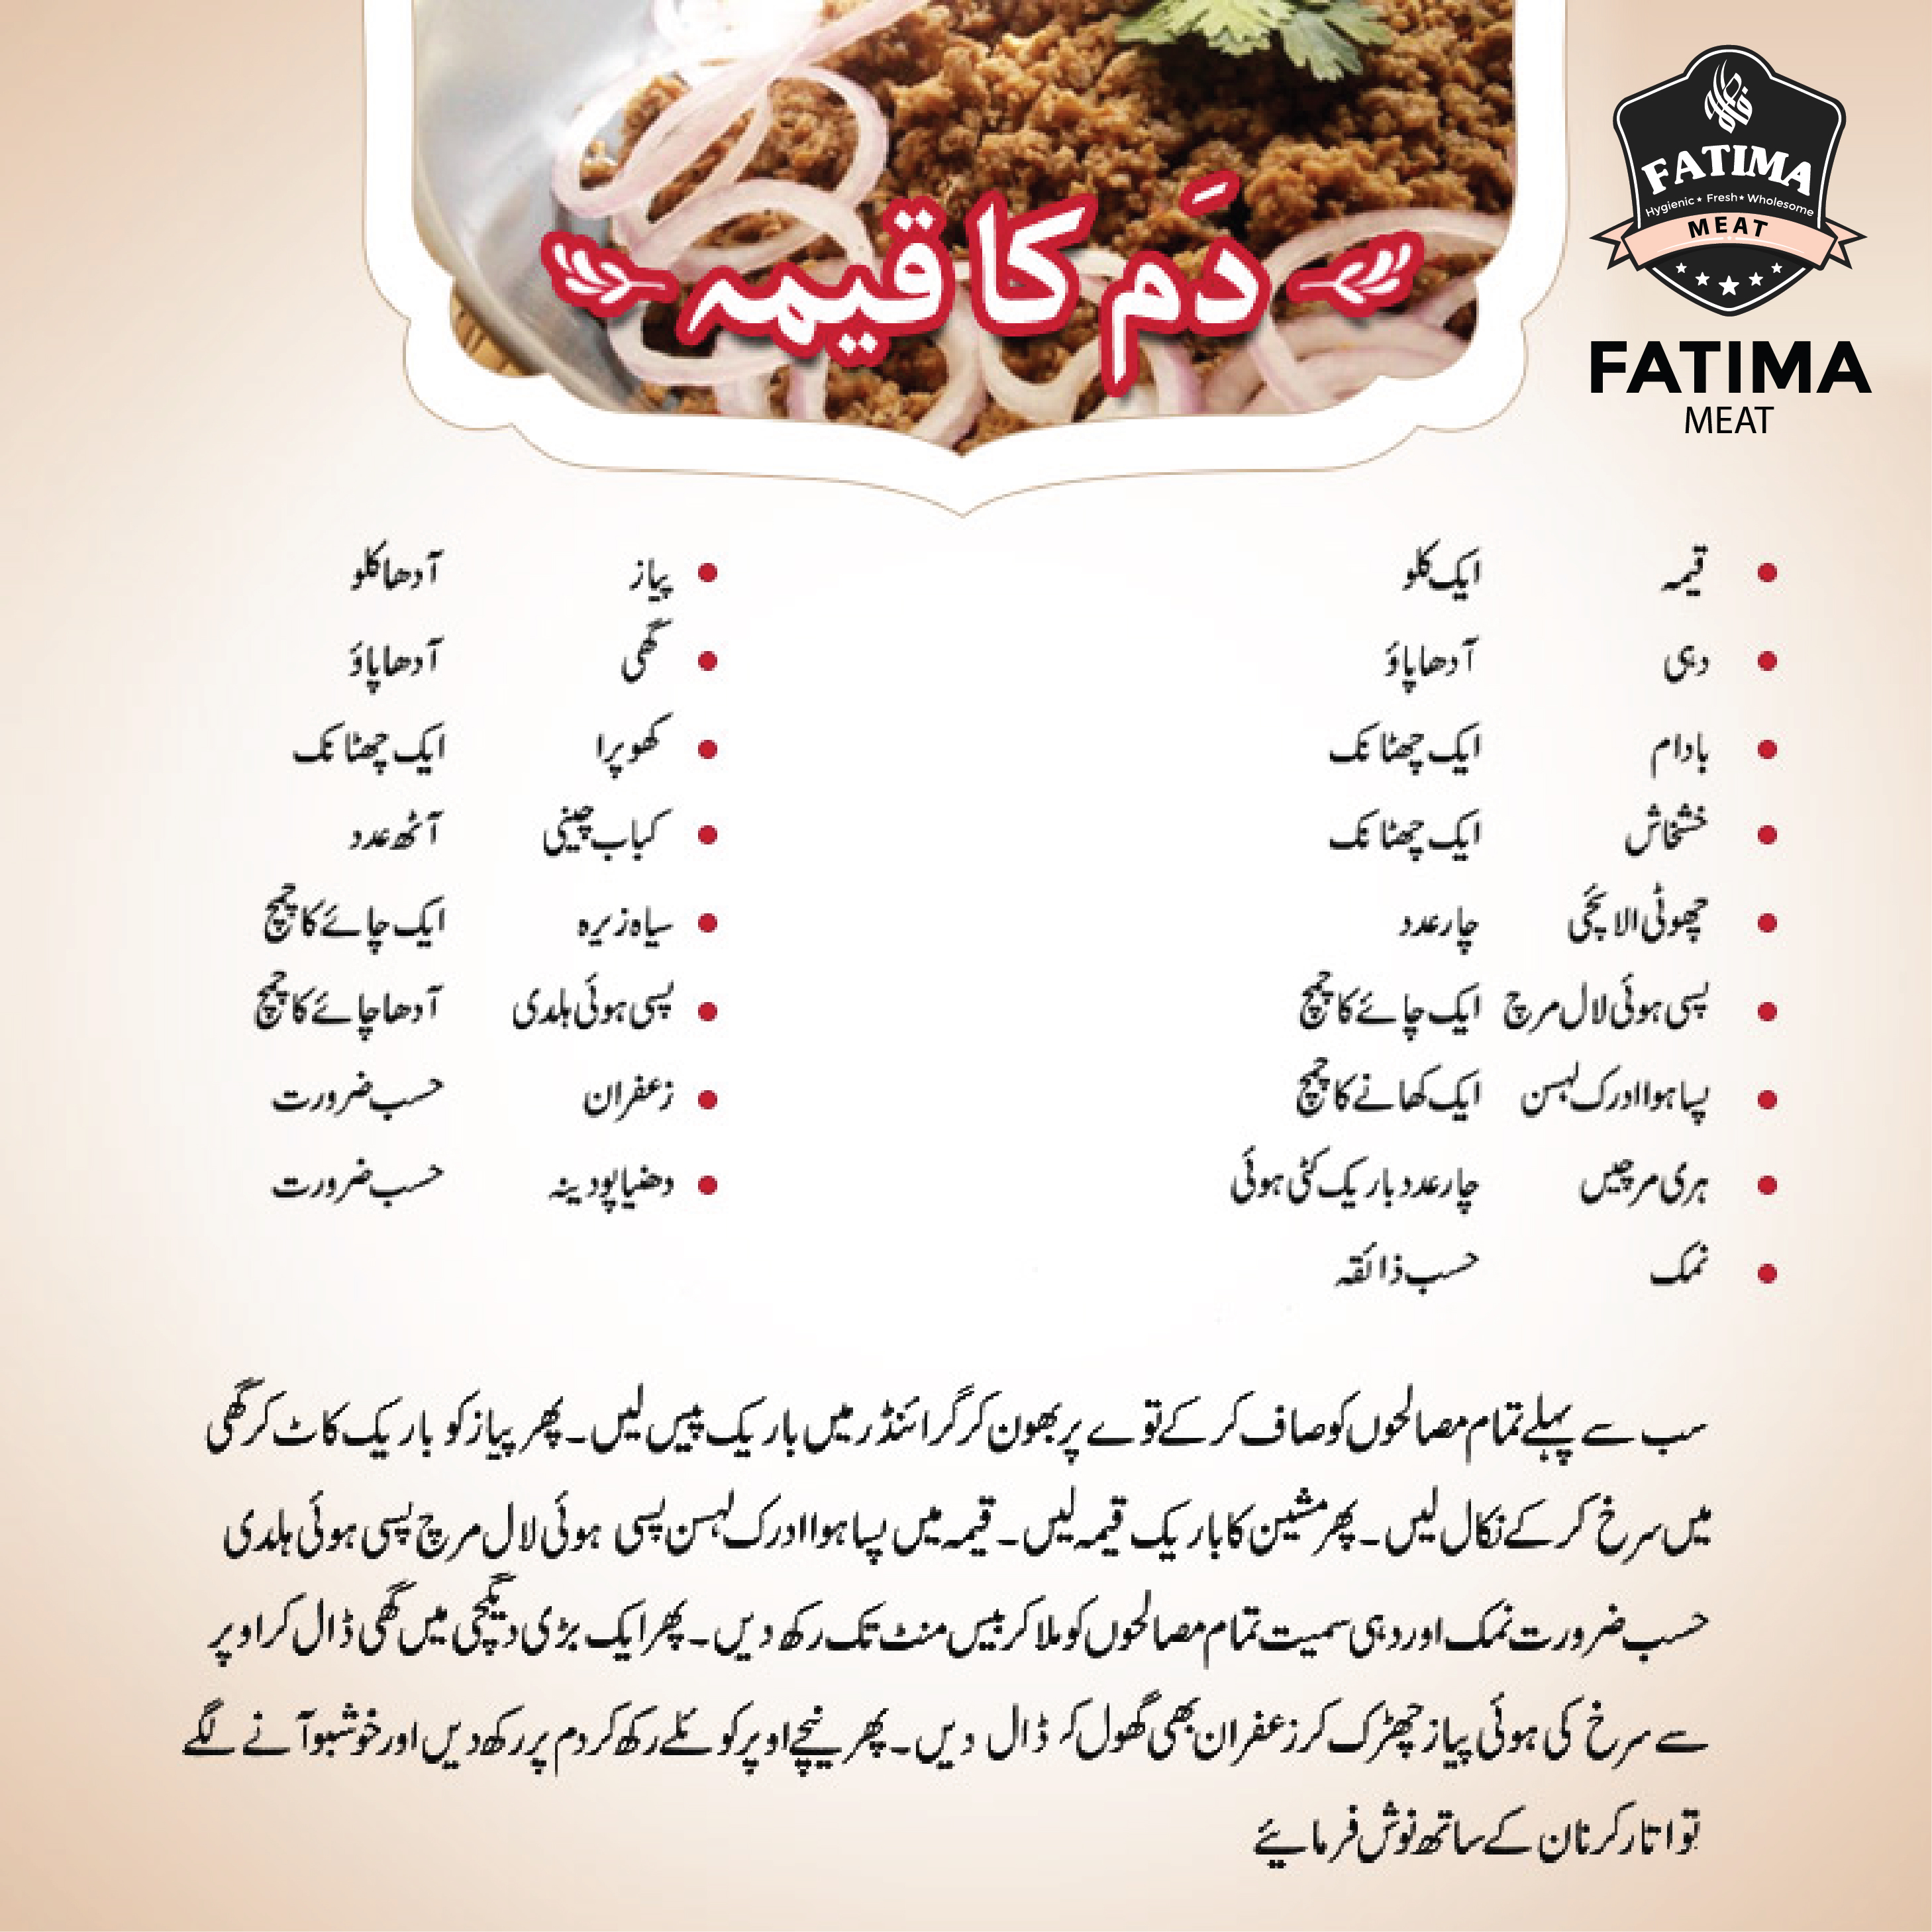 FATIMA
Hygienic ★ Fresh ★ Wholesome
MEAT
FATIMA
MEAT
دَم کا قیمہ
قیمہ ایک کلو
دہی آدھا پاؤ
بادام ایک چھٹانک
خشخاش ایک چھٹانک
چھوٹی الائچی چار عدد
پسی ہوئی لال مرچ ایک چائے کا چمچ
پسا ہوا ادرک لہسن ایک کھانے کا چمچ
ہری مرچیں چار عدد باریک کٹی ہوئی
نمک حسب ذائقہ
پیاز آدھا کلو
گھی آدھا پاؤ
کھوپرا ایک چھٹانک
کباب چینی آٹھ عدد
سیاہ زیرہ ایک چائے کا چمچ
پسی ہوئی ہلدی آدھا چائے کا چمچ
زعفران حسب ضرورت
دھنیا پودینہ حسب ضرورت
سب سے پہلے تمام مصالحوں کو صاف کر کے توے پر بھون کر گرائنڈر میں باریک پیس لیں۔ پھر پیاز کو باریک کاٹ کر گھی
میں سرخ کر کے نکال لیں۔ پھر مشین کا باریک قیمہ لیں۔ قیمہ میں پسا ہوا ادرک لہسن پسی ہوئی لال مرچ پسی ہوئی ہلدی
حسب ضرورت نمک اور دہی سمیت تمام مصالحوں کو ملا کر بیس منٹ تک رکھ دیں۔ پھر ایک بڑی دیگچی میں گھی ڈال کر اوپر
سے سرخ کی ہوئی پیاز چھڑک کر زعفران بھی گھول کر ڈال دیں۔ پھر نیچے اوپر کوئلے رکھ کر دم پر رکھ دیں اور خوشبو آنے لگے
تو اتار کر نان کے ساتھ نوش فرمایئے